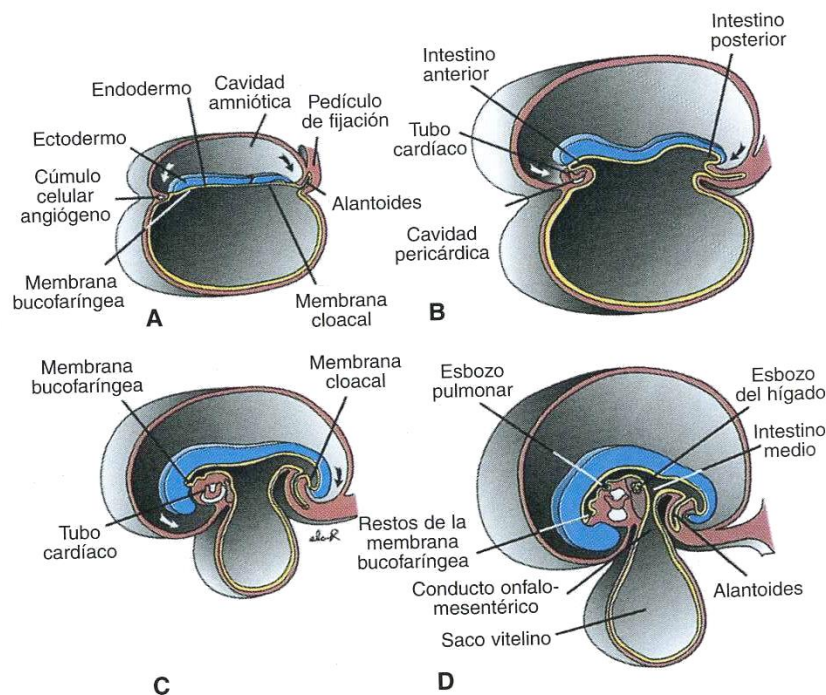 Endodermo
Cavidad
amniótica
Pedículo
de fijación
Ectodermo
Cúmulo
celular
angiógeno
Alantoides
Membrana
bucofaríngea
Membrana
cloacal
A
Intestino
anterior
Intestino
posterior
Tubo
cardíaco
Cavidad
pericárdica
B
Membrana
bucofaríngea
Membrana
cloacal
Tubo
cardíaco
C
Esbozo
pulmonar
Esbozo
del hígado
Intestino
medio
Restos de la
membrana
bucofaríngea
Conducto onfalo-
mesentérico
Alantoides
Saco vitelino
D